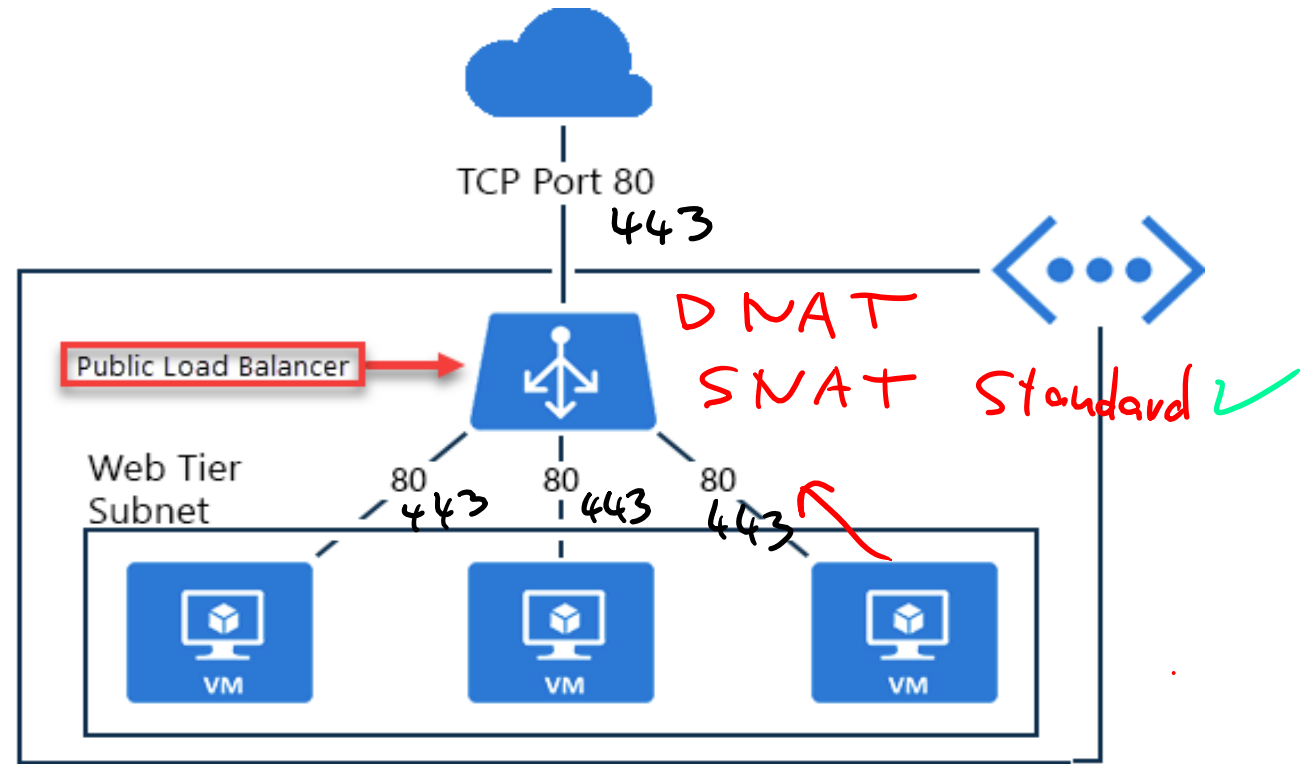 TCP Port 80
443
DNAT
Public Load Balancer
SNAT Standard
Web Tier
Subnet
80 80 80
443 443 443
VM VM VM